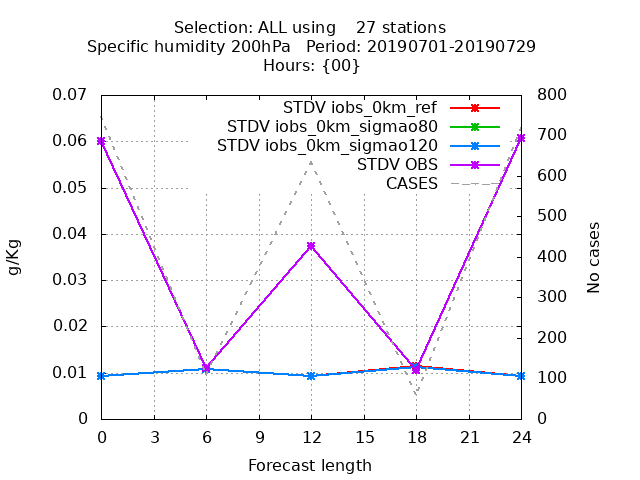 Selection: ALL using    27 stations
Specific humidity 200hPa   Period: 20190701-20190729
Hours: {00}
STDV iobs_0km_ref
STDV iobs_0km_sigmao80
STDV iobs_0km_sigmao120
STDV OBS
CASES
0.07
0.06
0.05
0.04
0.03
0.02
0.01
0
g/Kg
800
700
600
500
400
300
200
100
0
No cases
0 3 6 9 12 15 18 21 24
Forecast length